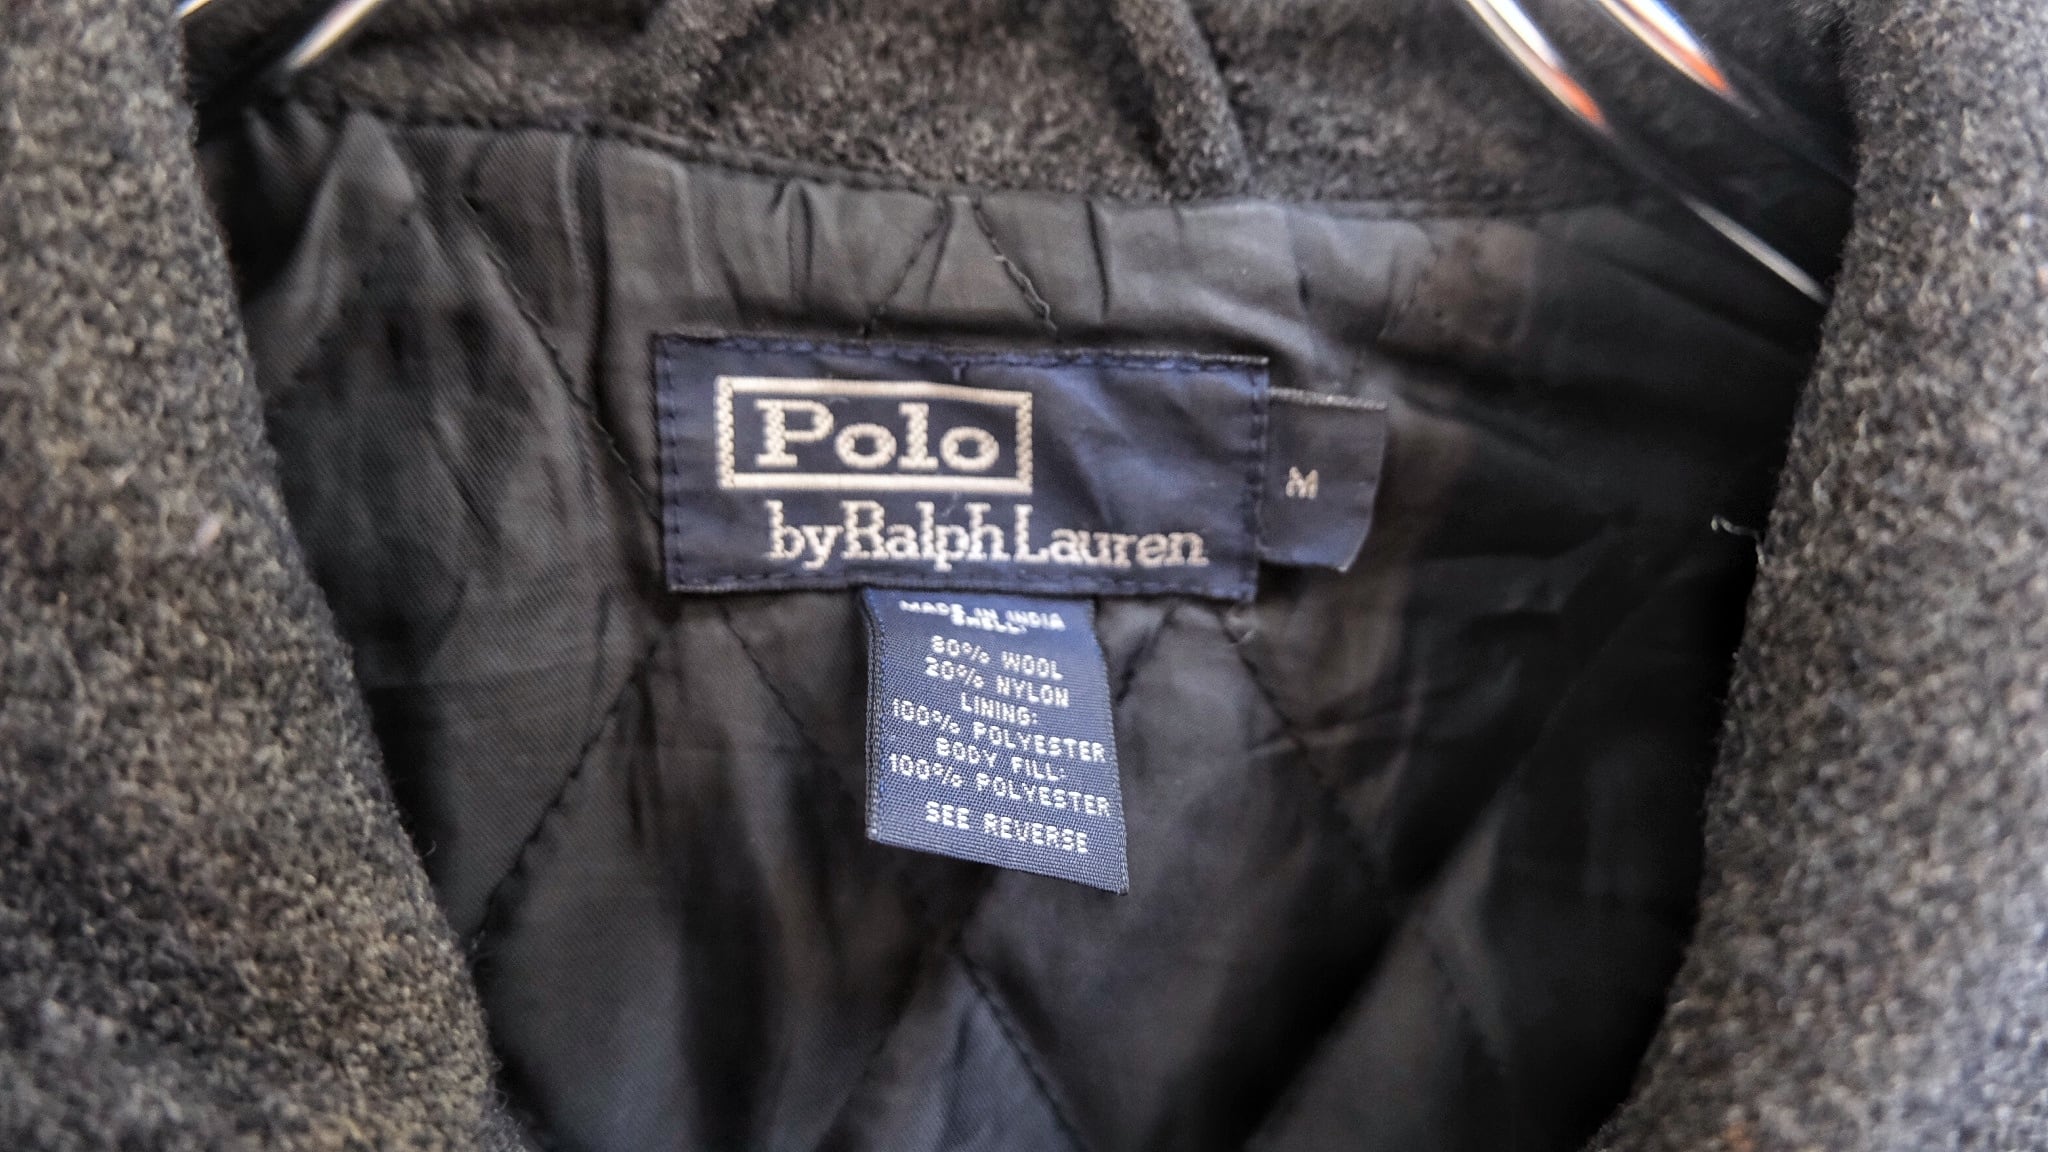 Polo
by Ralph Lauren
M
MADE IN INDIA
SHELL:
80% WOOL
20% NYLON
LINING:
100% POLYESTER
BODY FILL:
100% POLYESTER
SEE REVERSE